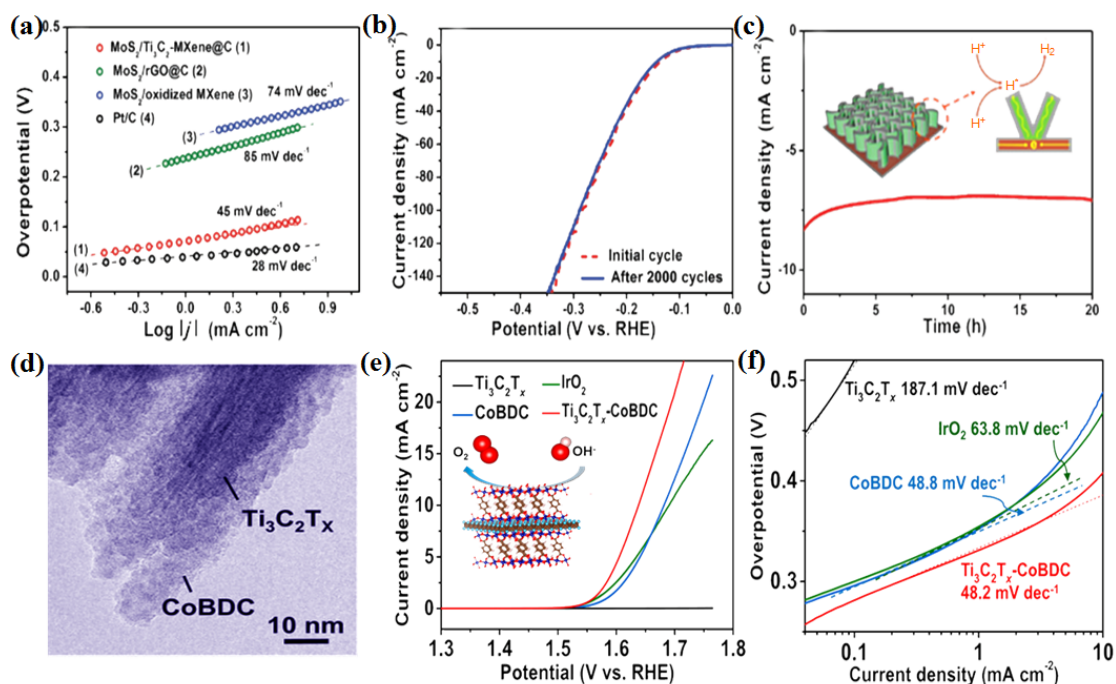 (a)
0.5
0.4
0.3
0.2
0.1
0.0
Overpotential (V)
MoS₂/Ti₃C₂-MXene@C (1)
MoS₂/rGO@C (2)
MoS₂/oxidized MXene (3)
Pt/C (4)
74 mV dec⁻¹
(3)
(2)
85 mV dec⁻¹
45 mV dec⁻¹
(1)
(4)
28 mV dec⁻¹
-0.6 -0.3 0.0 0.3 0.6 0.9
Log |j| (mA cm⁻²)
(b)
0
-20
-40
-60
-80
-100
-120
-140
Current density (mA cm⁻²)
Initial cycle
After 2000 cycles
-0.5 -0.4 -0.3 -0.2 -0.1 0.0
Potential (V vs. RHE)
(c)
0
-5
-10
Current density (mA cm⁻²)
H⁺ H₂
H*
H⁺
0 5 10 15 20
Time (h)
(d)
Ti₃C₂Tₓ
CoBDC
10 nm
(e)
20
15
10
5
0
Current density (mA cm⁻²)
Ti₃C₂Tₓ IrO₂
CoBDC Ti₃C₂Tₓ-CoBDC
O₂ OH⁻
1.3 1.4 1.5 1.6 1.7 1.8
Potential (V vs. RHE)
(f)
0.5
0.4
0.3
Overpotential (V)
Ti₃C₂Tₓ 187.1 mV dec⁻¹
IrO₂ 63.8 mV dec⁻¹
CoBDC 48.8 mV dec⁻¹
Ti₃C₂Tₓ-CoBDC
48.2 mV dec⁻¹
0.1 1 10
Current density (mA cm⁻²)